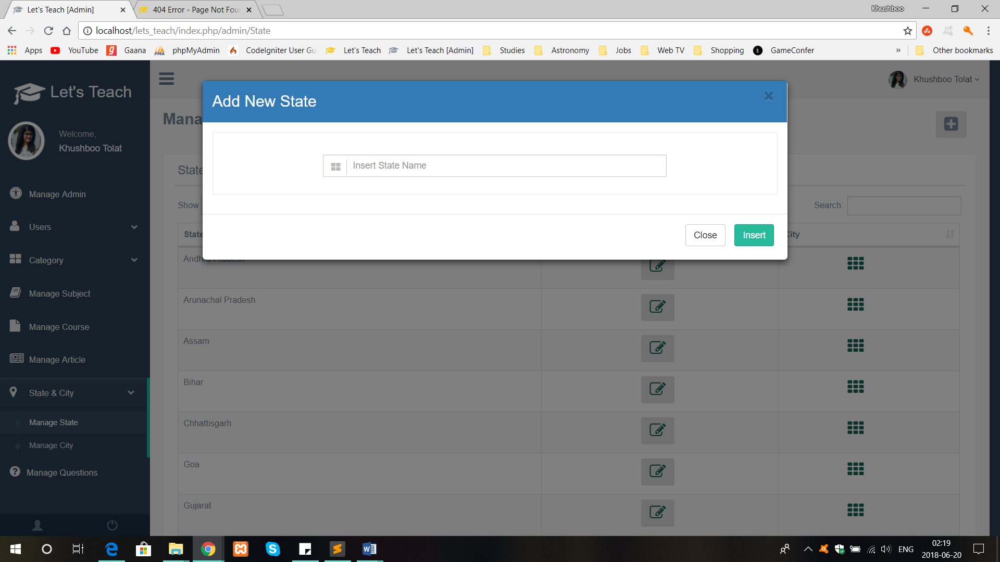 Let's Teach [Admin]
404 Error - Page Not Fou
Khushboo
localhost/lets_teach/index.php/admin/State
Apps YouTube Gaana phpMyAdmin CodeIgniter User Gu Let's Teach Let's Teach [Admin] Studies Astronomy Jobs Web TV Shopping GameConfer » Other bookmarks
Let's Teach
Welcome,
Khushboo Tolat
Manage Admin
Users
Category
Manage Subject
Manage Course
Manage Article
State & City
Manage State
Manage City
Manage Questions
Khushboo Tolat
Mana
Add New State
Insert State Name
Close Insert
State
Show
Search:
State
City
Andhra Pradesh
Arunachal Pradesh
Assam
Bihar
Chhattisgarh
Goa
Gujarat
ENG
02:19
2018-06-20